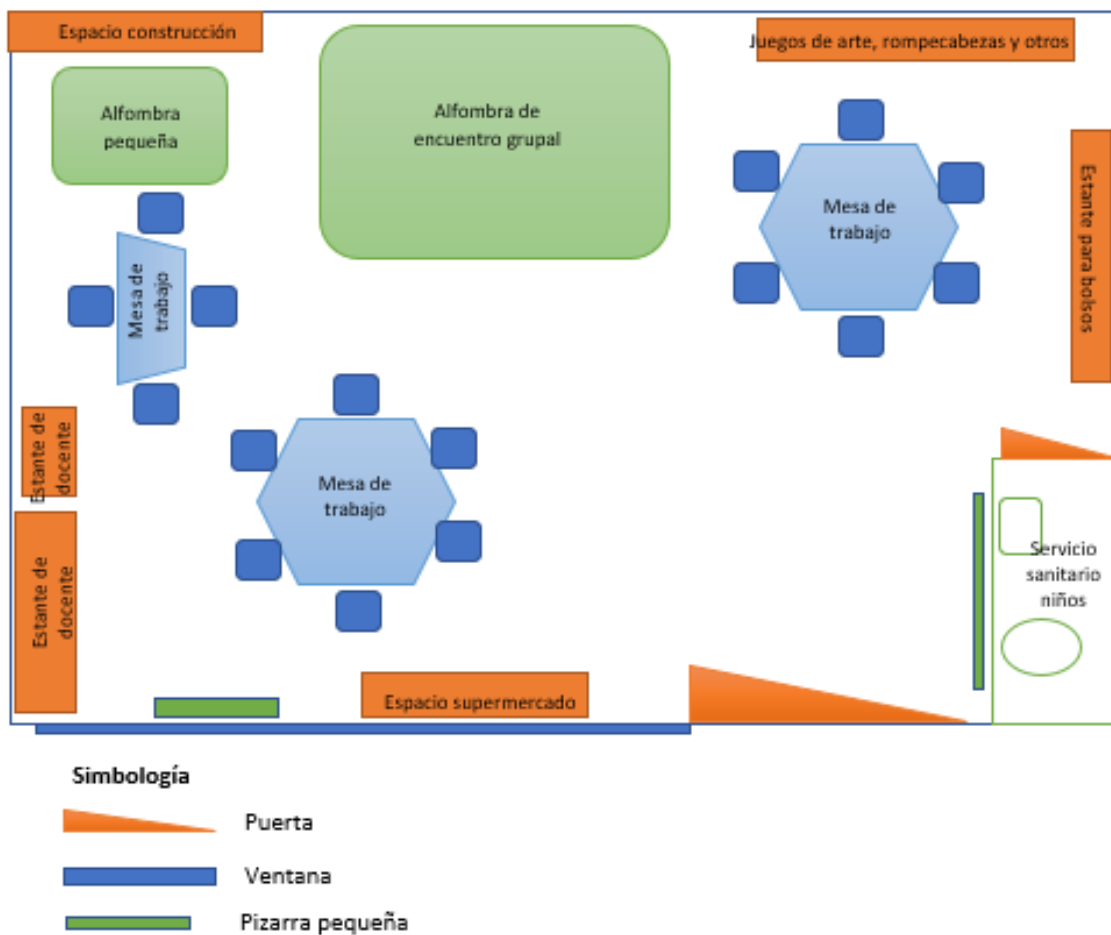 Espacio construcción
Juegos de arte, rompecabezas y otros
Alfombra
pequeña
Alfombra de
encuentro grupal
Mesa de
trabajo
Estante para bolsos
Mesa de
trabajo
Estante de
docente
Mesa de
trabajo
Estante de
docente
Servicio
sanitario
niños
Espacio supermercado
Simbología
Puerta
Ventana
Pizarra pequeña